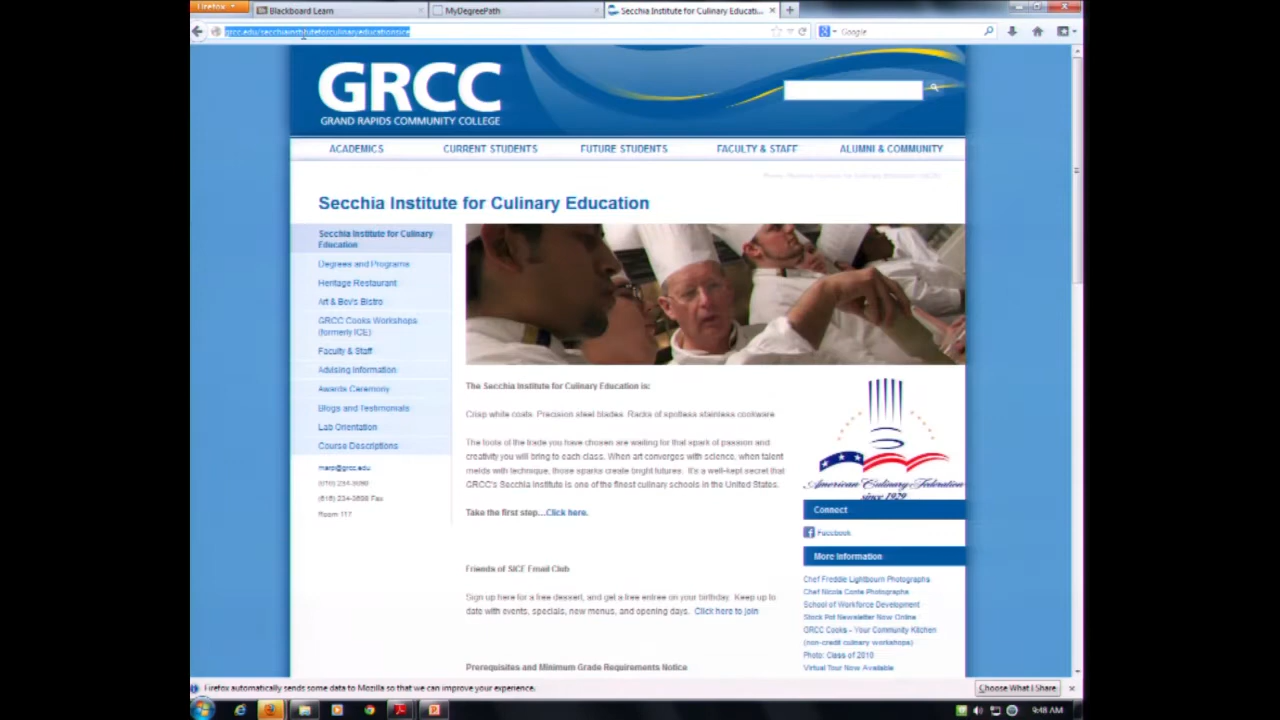 Firefox
Blackboard Learn
MyDegreePath
Secchia Institute for Culinary Educati...
grcc.edu/secchiainstituteforculinaryeducationsice
Google
GRCC
GRAND RAPIDS COMMUNITY COLLEGE
ACADEMICS
CURRENT STUDENTS
FUTURE STUDENTS
FACULTY & STAFF
ALUMNI & COMMUNITY
Secchia Institute for Culinary Education
Secchia Institute for Culinary
Education
Degrees and Programs
Heritage Restaurant
Art & Bev's Bistro
GRCC Cooks Workshops
(formerly ICE)
Faculty & Staff
Advising Information
Awards Ceremony
Blogs and Testimonials
Lab Orientation
Course Descriptions
(616) 234-3698 Fax
Room 117
The Secchia Institute for Culinary Education is:
Crisp white coats. Precision steel blades. Racks of spotless stainless cookware
The tools of the trade you have chosen are waiting for that spark of passion and
creativity you will bring to each class. When art converges with science, when talent
melds with technique, those sparks create bright futures. It's a well-kept secret that
GRCC's Secchia Institute is one of the finest culinary schools in the United States.
Take the first step...Click here.
Friends of SICE Email Club
Sign up here for a free dessert, and get a free entree on your birthday. Keep up to
date with events, specials, new menus, and opening days. Click here to join
Prerequisites and Minimum Grade Requirements Notice
American Culinary Federation
since 1929
Connect
Facebook
More Information
Chef Freddie Lightbourn Photographs
Chef Nicola Conte Photographs
School of Workforce Development
Stock Pot Newsletter Now Online
GRCC Cooks - Your Community Kitchen
(non-credit culinary workshops)
Photo: Class of 2010
Virtual Tour Now Available
Firefox automatically sends some data to Mozilla so that we can improve your experience.
Choose What I Share
9:48 AM